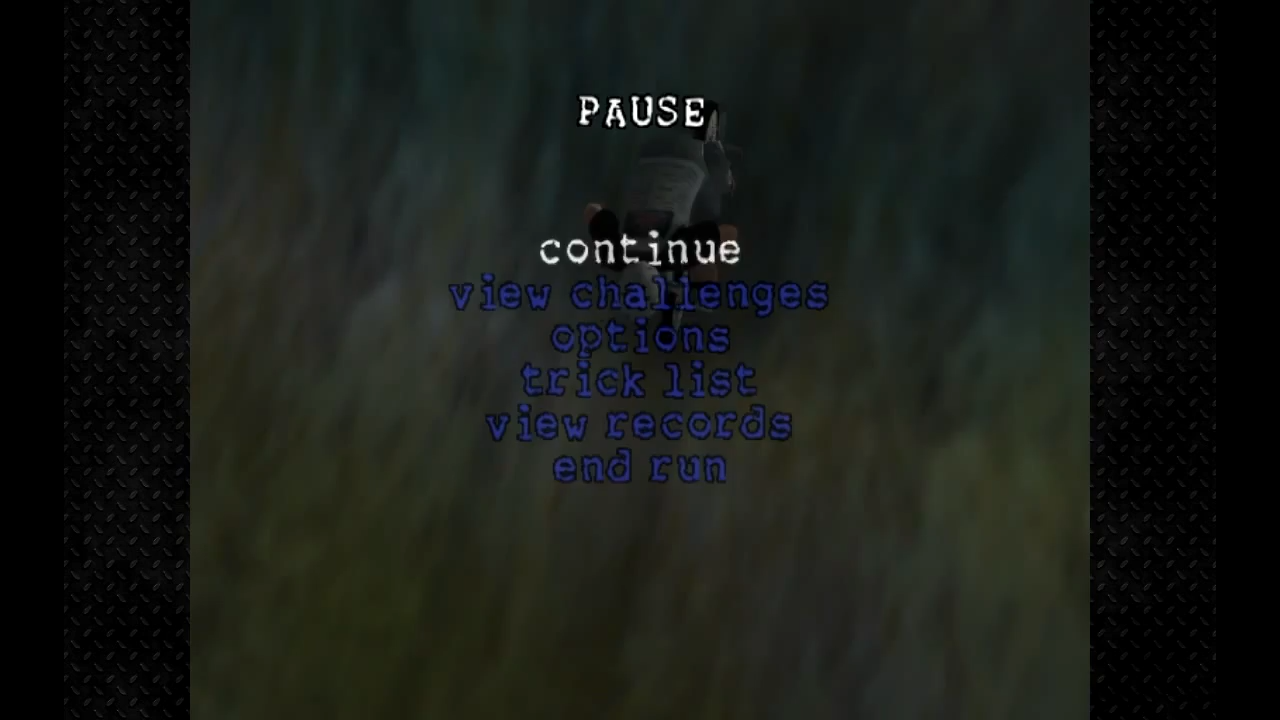 PAUSE
continue
view challenges
options
trick list
view records
end run